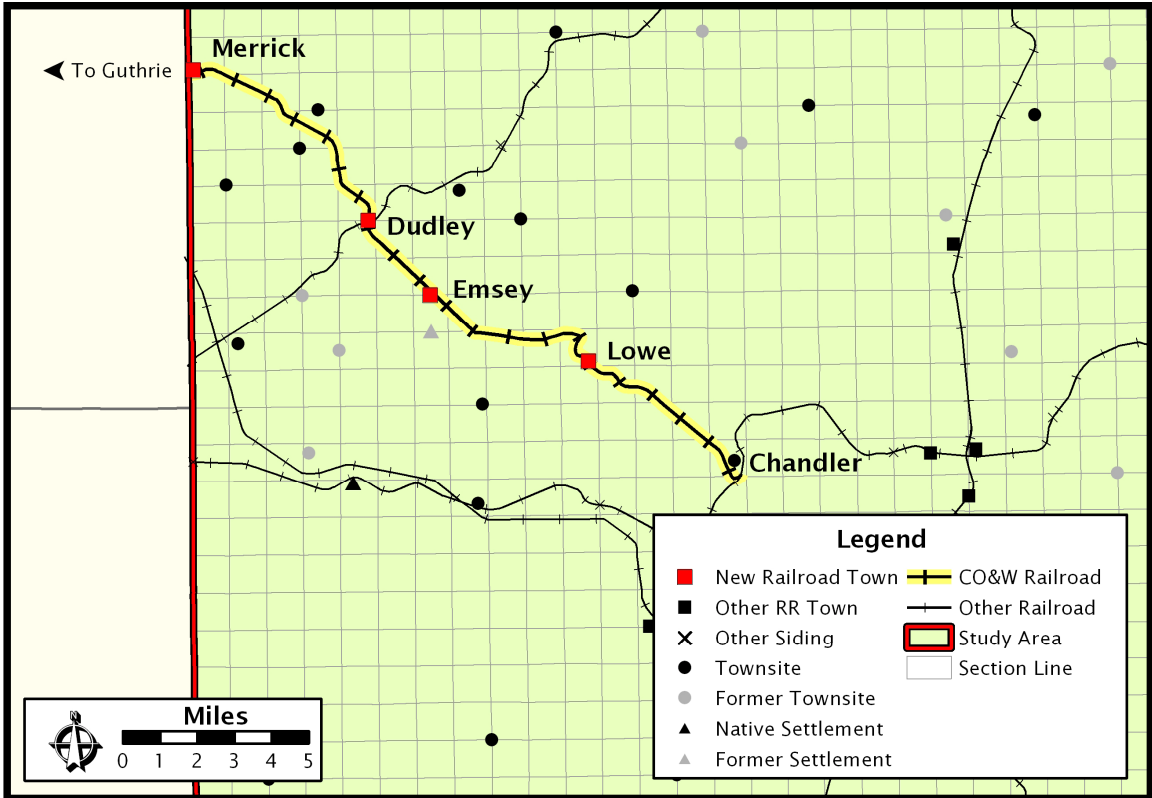 Merrick
To Guthrie
Dudley
Emsey
Lowe
Chandler
Legend
New Railroad Town
CO&W Railroad
Other RR Town
Other Railroad
Other Siding
Study Area
Townsite
Section Line
Former Townsite
Native Settlement
Former Settlement
N
Miles
0 1 2 3 4 5